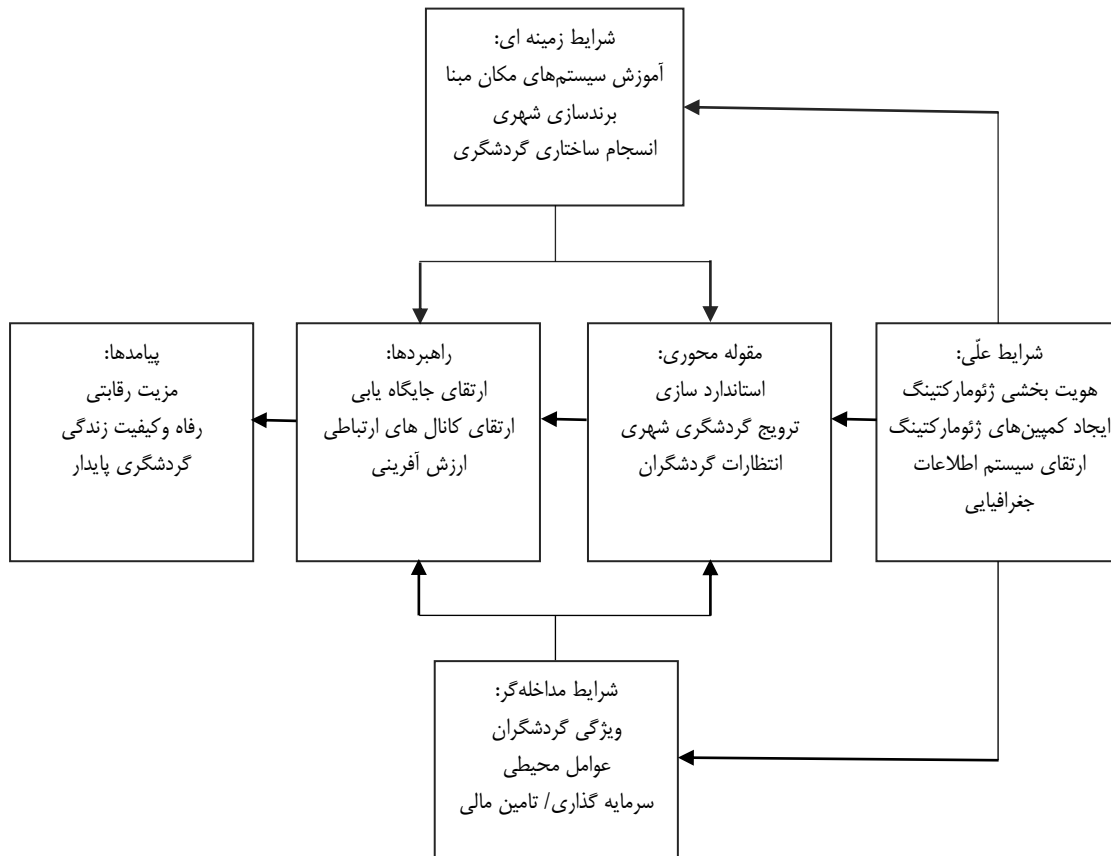 شرایط زمینه ای:
آموزش سیستم‌های مکان مبنا
برندسازی شهری
انسجام ساختاری گردشگری
شرایط علّی:
هویت بخشی ژئومارکتینگ
ایجاد کمپین‌های ژئومارکتینگ
ارتقای سیستم اطلاعات
جغرافیایی
مقوله محوری:
استاندارد سازی
ترویج گردشگری شهری
انتظارات گردشگران
راهبردها:
ارتقای جایگاه یابی
ارتقای کانال های ارتباطی
ارزش آفرینی
پیامدها:
مزیت رقابتی
رفاه وکیفیت زندگی
گردشگری پایدار
شرایط مداخله‌گر:
ویژگی گردشگران
عوامل محیطی
سرمایه گذاری/ تامین مالی